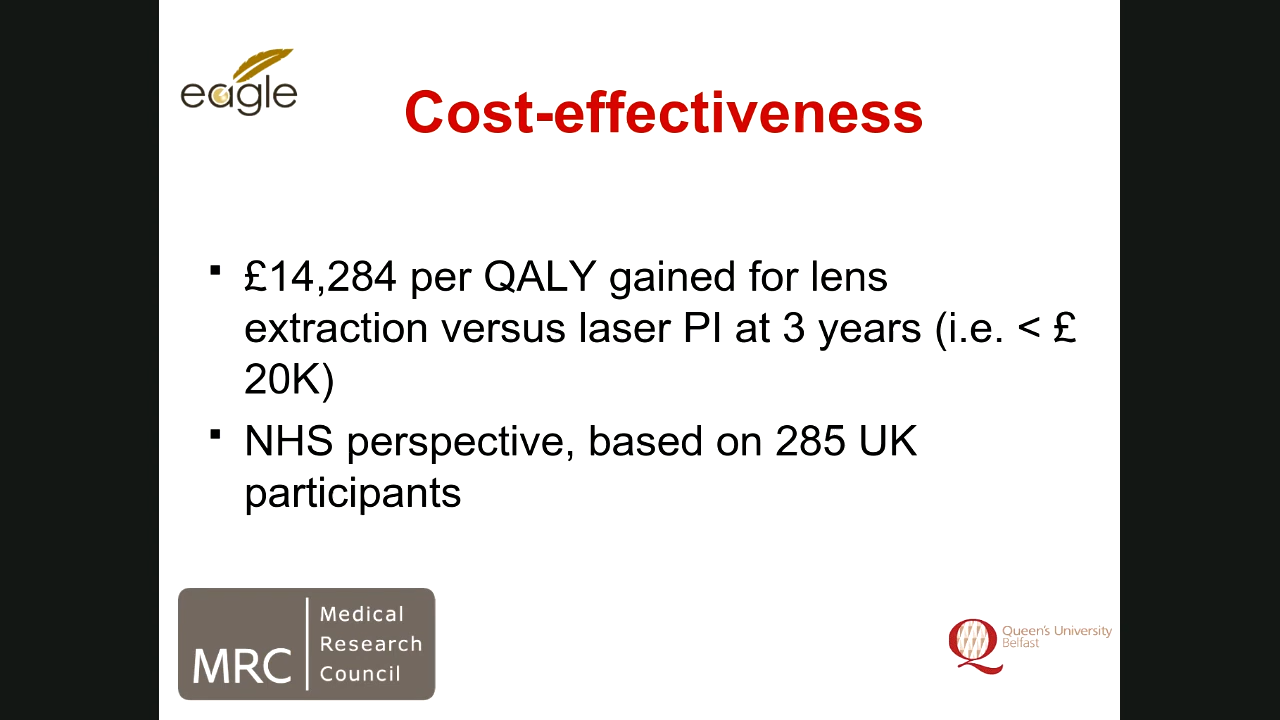 eagle
Cost-effectiveness
▪ £14,284 per QALY gained for lens
extraction versus laser PI at 3 years (i.e. < £
20K)
▪ NHS perspective, based on 285 UK
participants
MRC
Medical
Research
Council
Queen's University
Belfast